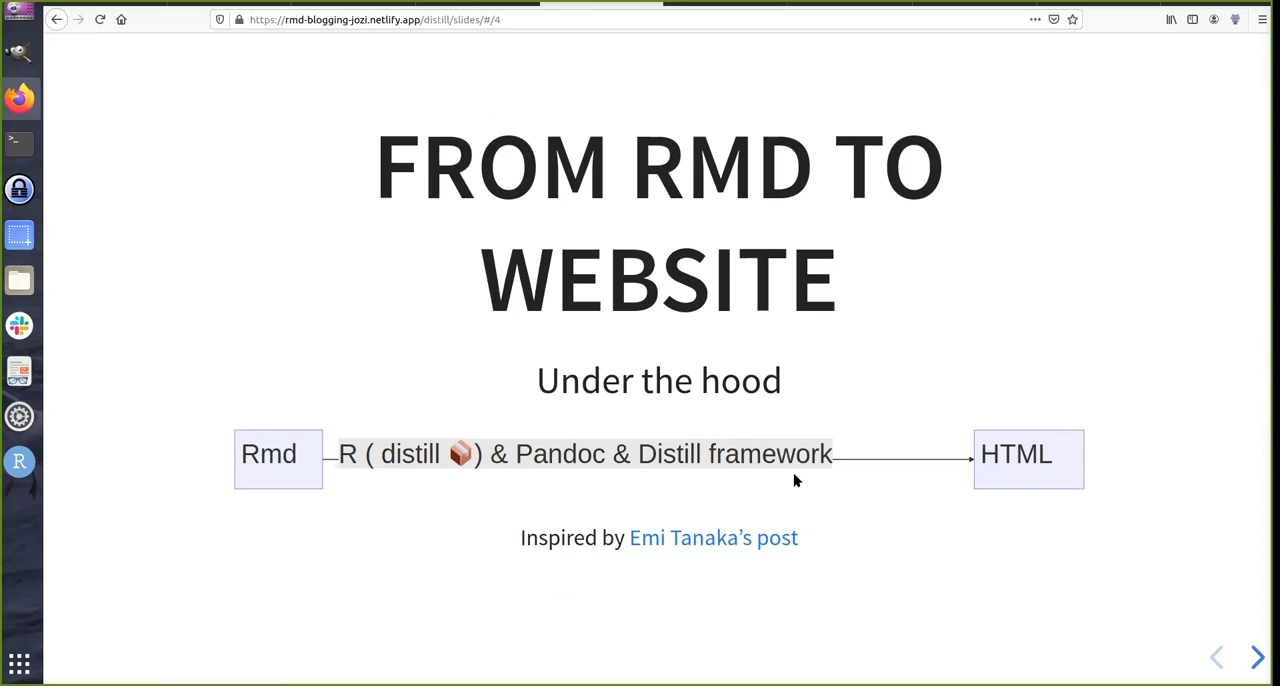 https://rmd-blogging-jozi.netlify.app/distill/slides/#/4
FROM RMD TO
WEBSITE
Under the hood
Rmd
R ( distill 📦) & Pandoc & Distill framework
HTML
Inspired by Emi Tanaka’s post
>_
R